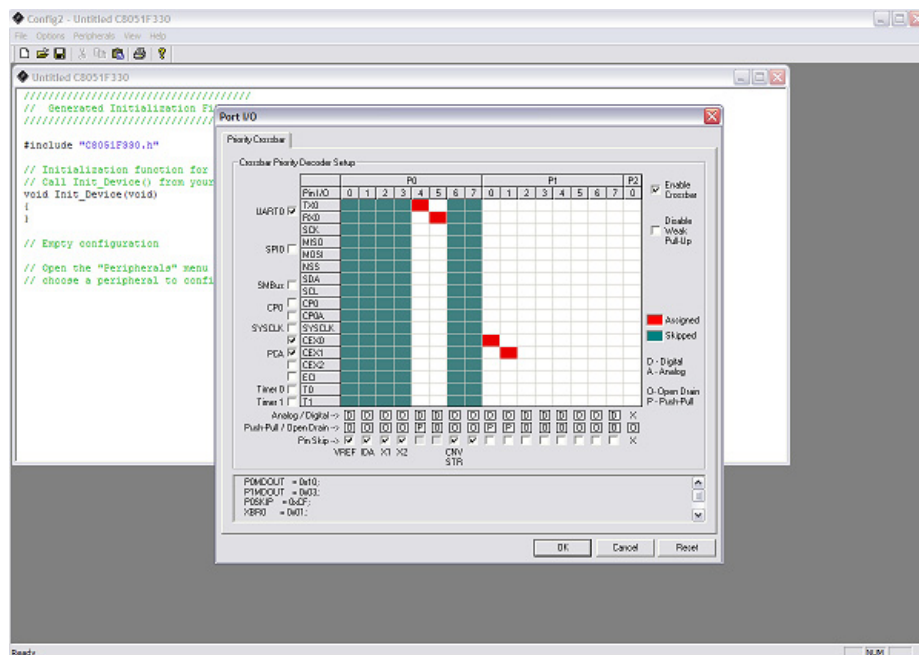 Config2 - Untitled C8051F330
File Options Peripherals View Help
Untitled C8051F330
/////////////////////////////////////
// Generated Initialization Fi
#include "C8051F330.h"
// Initialization function for
// Call Init_Device() from your
void Init_Device(void)
{
}
// Empty configuration
// Open the "Peripherals" menu
// choose a peripheral to confi
Port I/O
Priority Crossbar
Crossbar Priority Decoder Setup
P0 P1 P2
Pin I/O 0 1 2 3 4 5 6 7 0 1 2 3 4 5 6 7 0
UART0 TX0
RX0
SCK
SPI0 MISO
MOSI
NSS
SMBus SDA
SCL
CP0 CP0
CP0A
SYSCLK SYSCLK
CEX0
PCA CEX1
CEX2
ECI
Timer 0 T0
Timer 1 T1
Enable Crossbar
Disable Weak Pull-Up
Assigned
Skipped
D - Digital
A - Analog
O - Open Drain
P - Push-Pull
Analog / Digital -> D D D D D D D D D D D D D D D D X
Push-Pull / Open Drain -> O O O O P O O O P P O O O O O O O
Pin Skip -> X
VREF IDA X1 X2 CNV STR
P0MDOUT = 0x10;
P1MDOUT = 0x03;
P0SKIP = 0xCF;
XBR0 = 0x01;
OK Cancel Reset
Ready NUM